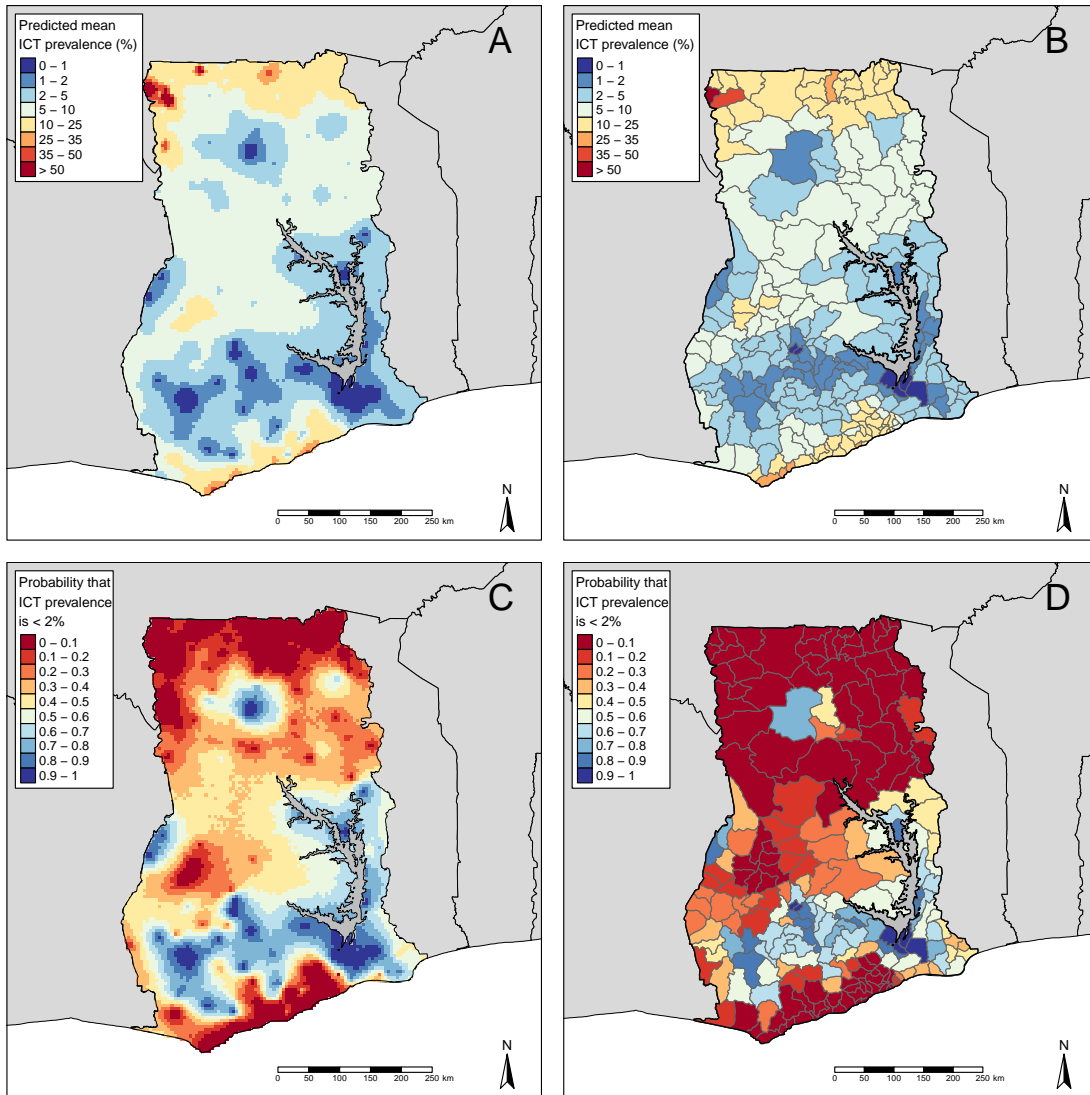 Predicted mean
ICT prevalence (%)
0 – 1
1 – 2
2 – 5
5 – 10
10 – 25
25 – 35
35 – 50
> 50
A
N
0 50 100 150 200 250 km
Predicted mean
ICT prevalence (%)
0 – 1
1 – 2
2 – 5
5 – 10
10 – 25
25 – 35
35 – 50
> 50
B
N
0 50 100 150 200 250 km
Probability that
ICT prevalence
is < 2%
0 – 0.1
0.1 – 0.2
0.2 – 0.3
0.3 – 0.4
0.4 – 0.5
0.5 – 0.6
0.6 – 0.7
0.7 – 0.8
0.8 – 0.9
0.9 – 1
C
N
0 50 100 150 200 250 km
Probability that
ICT prevalence
is < 2%
0 – 0.1
0.1 – 0.2
0.2 – 0.3
0.3 – 0.4
0.4 – 0.5
0.5 – 0.6
0.6 – 0.7
0.7 – 0.8
0.8 – 0.9
0.9 – 1
D
N
0 50 100 150 200 250 km